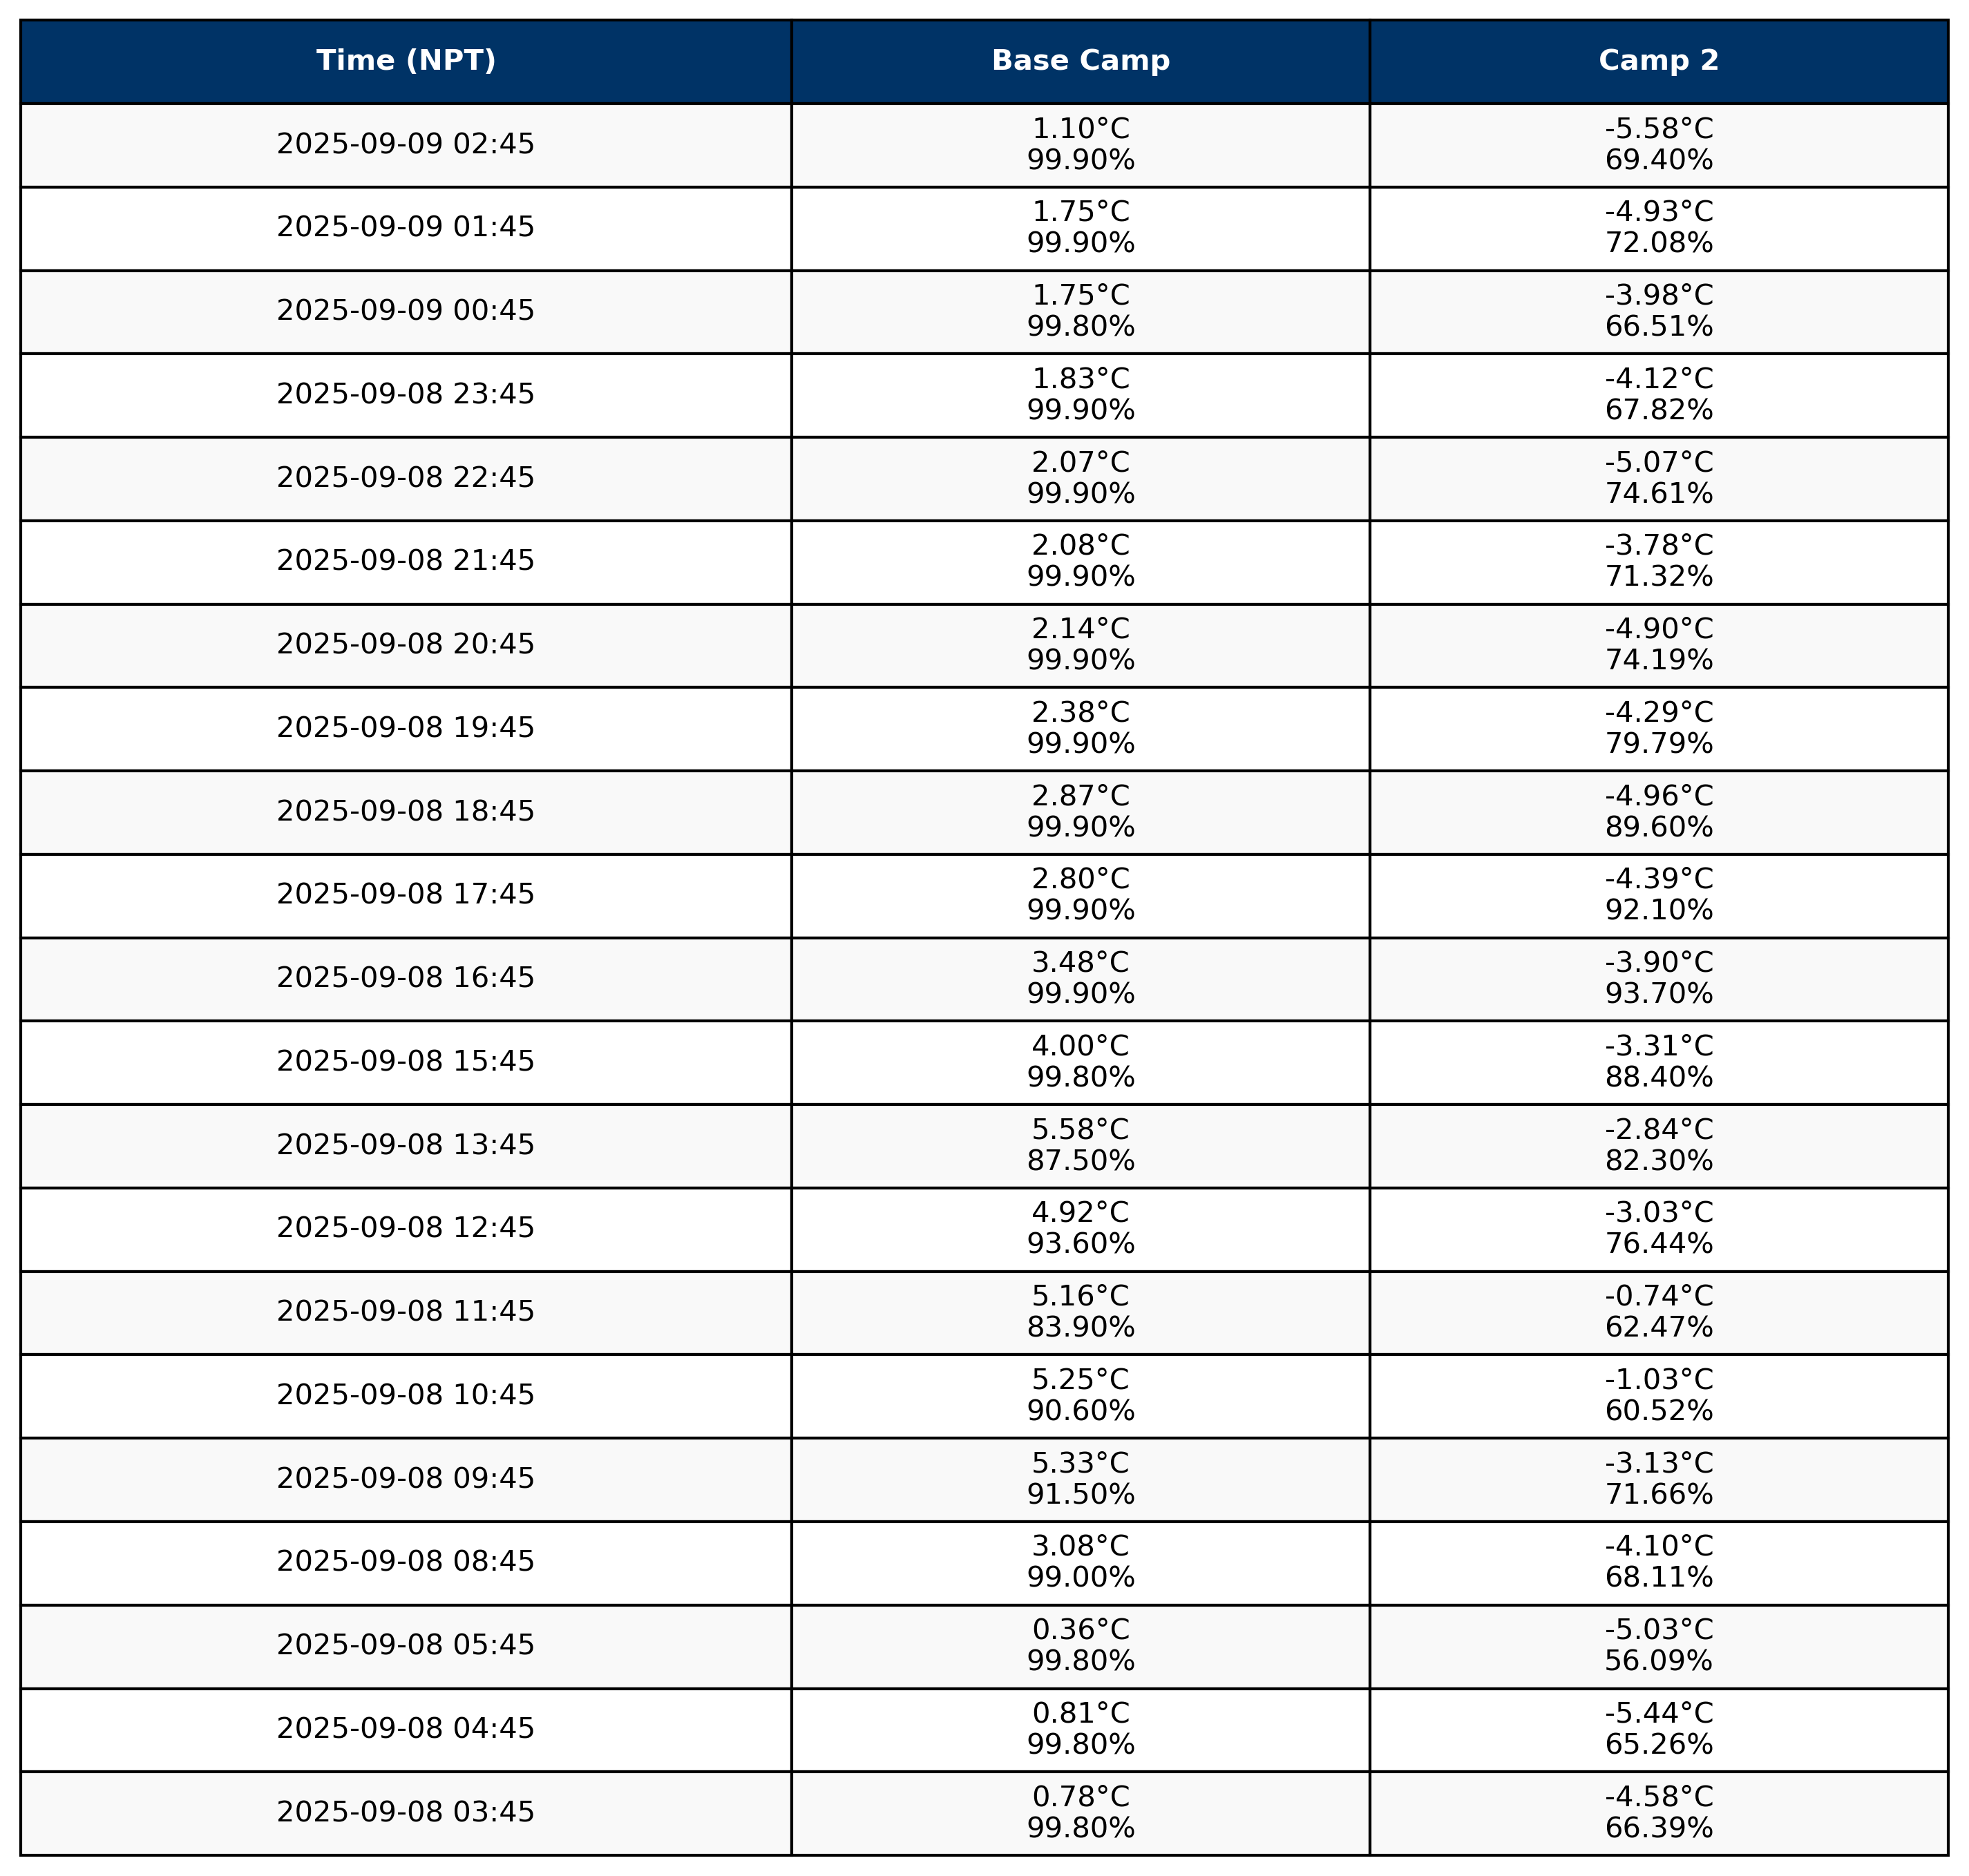 Time (NPT) Base Camp Camp 2
2025-09-09 02:45 1.10°C -5.58°C
99.90% 69.40%
2025-09-09 01:45 1.75°C -4.93°C
99.90% 72.08%
2025-09-09 00:45 1.75°C -3.98°C
99.80% 66.51%
2025-09-08 23:45 1.83°C -4.12°C
99.90% 67.82%
2025-09-08 22:45 2.07°C -5.07°C
99.90% 74.61%
2025-09-08 21:45 2.08°C -3.78°C
99.90% 71.32%
2025-09-08 20:45 2.14°C -4.90°C
99.90% 74.19%
2025-09-08 19:45 2.38°C -4.29°C
99.90% 79.79%
2025-09-08 18:45 2.87°C -4.96°C
99.90% 89.60%
2025-09-08 17:45 2.80°C -4.39°C
99.90% 92.10%
2025-09-08 16:45 3.48°C -3.90°C
99.90% 93.70%
2025-09-08 15:45 4.00°C -3.31°C
99.80% 88.40%
2025-09-08 13:45 5.58°C -2.84°C
87.50% 82.30%
2025-09-08 12:45 4.92°C -3.03°C
93.60% 76.44%
2025-09-08 11:45 5.16°C -0.74°C
83.90% 62.47%
2025-09-08 10:45 5.25°C -1.03°C
90.60% 60.52%
2025-09-08 09:45 5.33°C -3.13°C
91.50% 71.66%
2025-09-08 08:45 3.08°C -4.10°C
99.00% 68.11%
2025-09-08 05:45 0.36°C -5.03°C
99.80% 56.09%
2025-09-08 04:45 0.81°C -5.44°C
99.80% 65.26%
2025-09-08 03:45 0.78°C -4.58°C
99.80% 66.39%